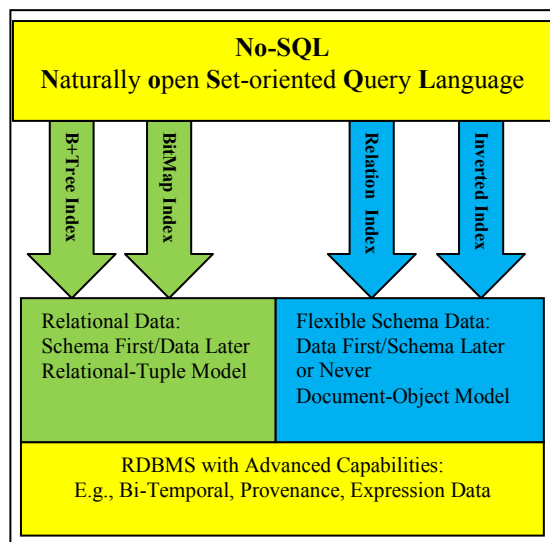 No-SQL
Naturally open Set-oriented Query Language
B+Tree Index
BitMap Index
Relation Index
Inverted Index
Relational Data:
Schema First/Data Later
Relational-Tuple Model
Flexible Schema Data:
Data First/Schema Later
or Never
Document-Object Model
RDBMS with Advanced Capabilities:
E.g., Bi-Temporal, Provenance, Expression Data